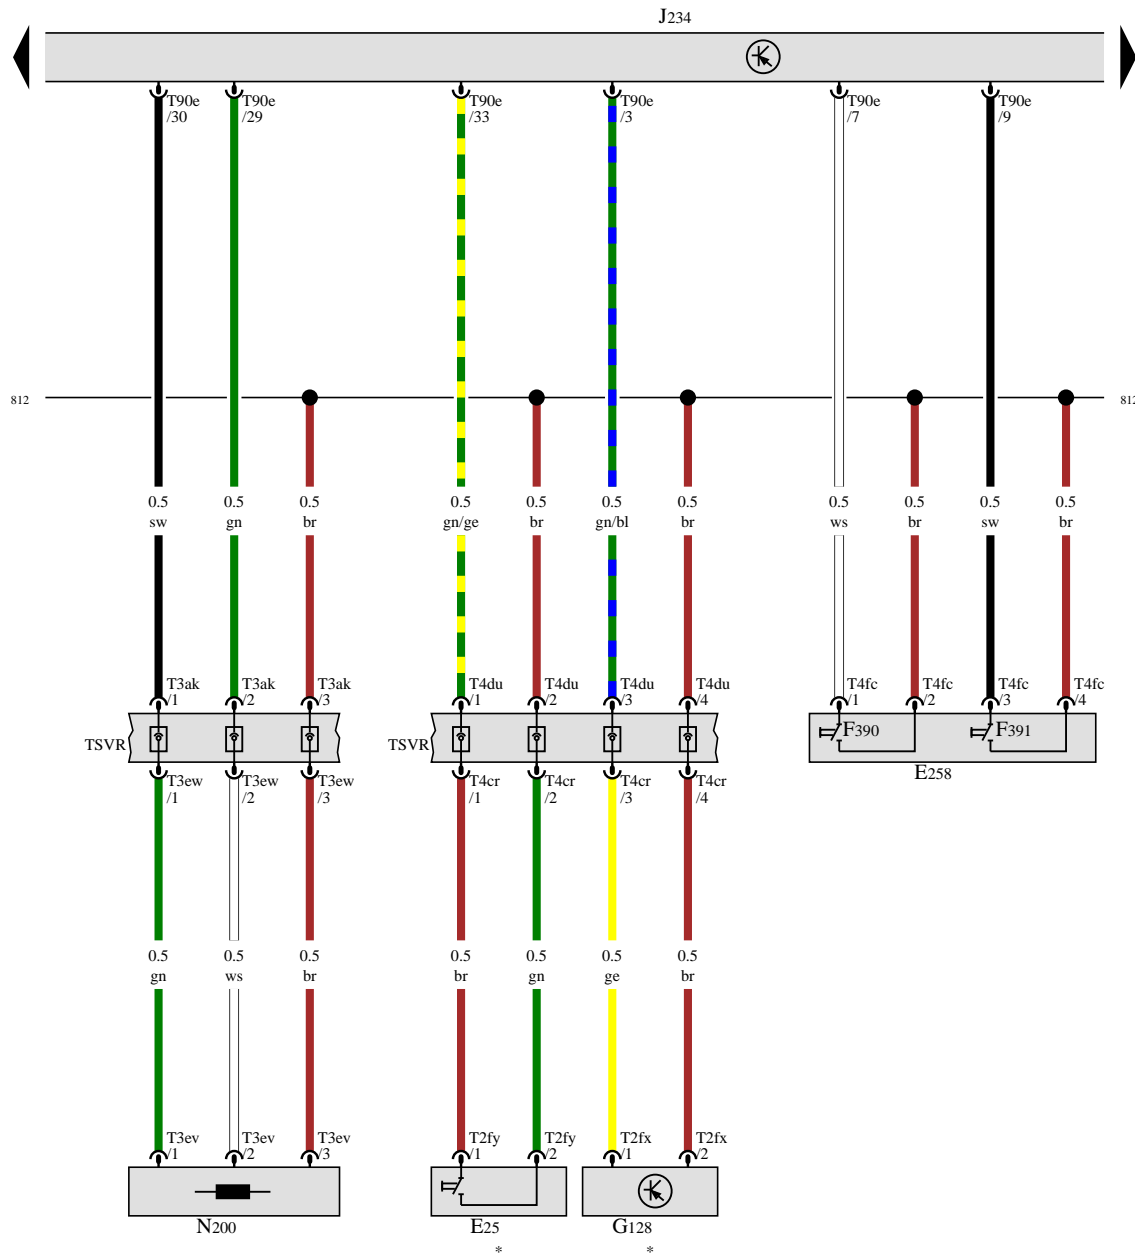 J234
T90e T90e T90e T90e T90e T90e
/30 /29 /33 /3 /7 /9
812 812
0.5 0.5 0.5 0.5 0.5 0.5 0.5 0.5 0.5 0.5 0.5
sw gn br gn/ge br gn/bl br ws br sw br
T3ak T3ak T3ak T4du T4du T4du T4du T4fc T4fc T4fc T4fc
/1 /2 /3 /1 /2 /3 /4 /1 /2 /3 /4
F390 F391
TSVR TSVR
E258
T3ew T3ew T3ew T4cr T4cr T4cr T4cr
/1 /2 /3 /1 /2 /3 /4
0.5 0.5 0.5 0.5 0.5 0.5 0.5
gn ws br br gn ge br
T3ev T3ev T3ev T2fy T2fy T2fx T2fx
/1 /2 /3 /1 /2 /1 /2
N200 E25 G128
* *